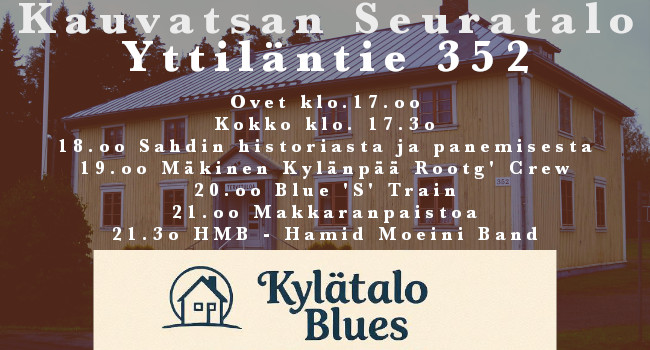 Kauvatsan Seuratalo
Yttiläntie 352
Ovet klo.17.oo
Kokko klo. 17.3o
18.oo Sahdin historiasta ja panemisesta
19.oo Mäkinen Kylänpää Rootg' Crew
20.oo Blue 'S' Train
21.oo Makkaranpaistoa
21.3o HMB - Hamid Moeini Band
352
Kylätalo
Blues